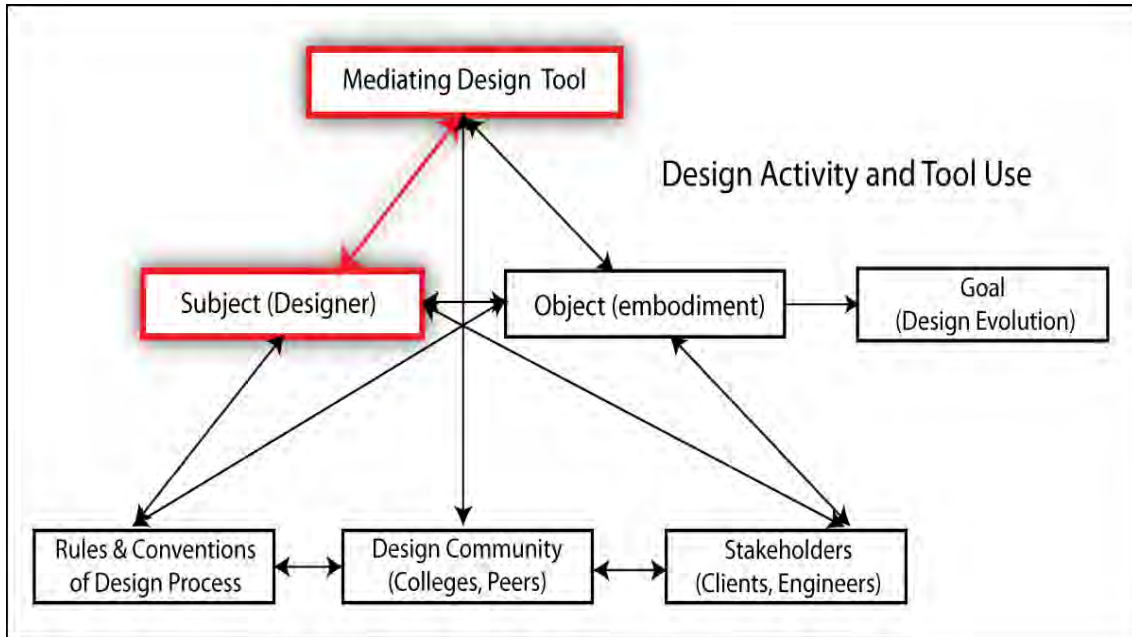 Mediating Design Tool
Design Activity and Tool Use
Subject (Designer)
Object (embodiment)
Goal
(Design Evolution)
Rules & Conventions
of Design Process
Design Community
(Colleges, Peers)
Stakeholders
(Clients, Engineers)